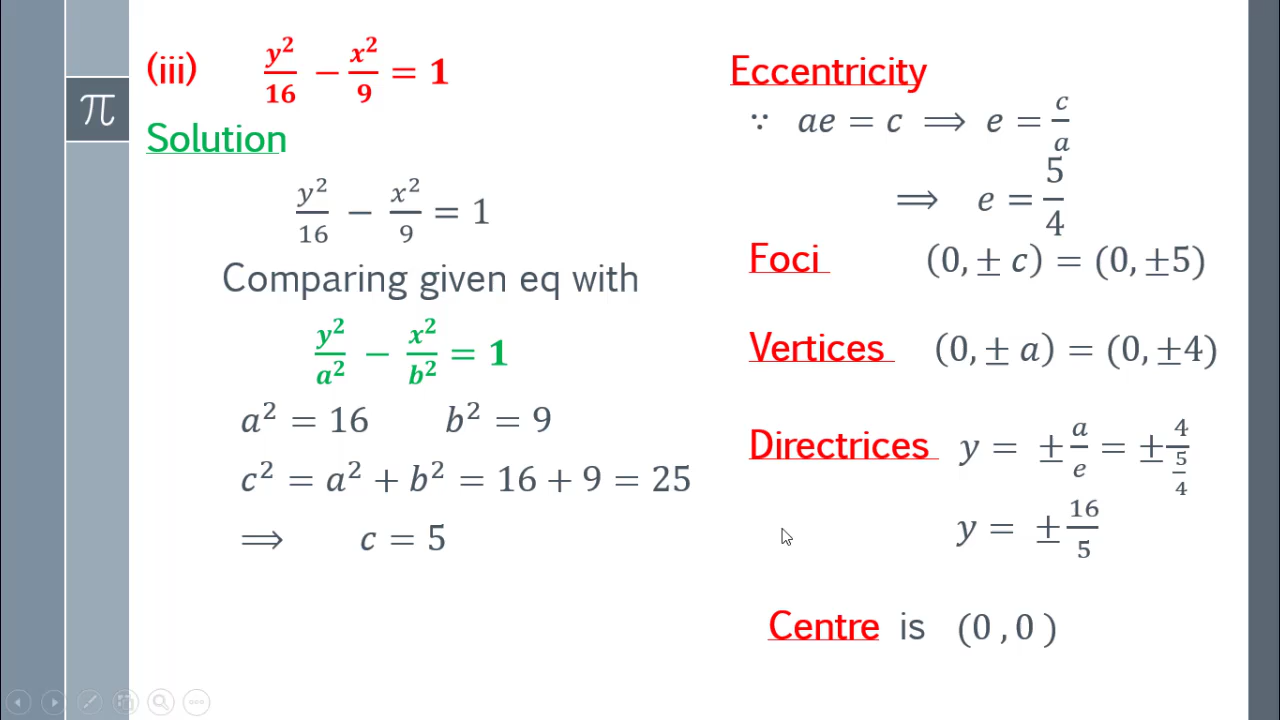 π
(iii) y²/16 − x²/9 = 1
Solution
y²/16 − x²/9 = 1
Comparing given eq with
y²/a² − x²/b² = 1
a² = 16 b² = 9
c² = a² + b² = 16 + 9 = 25
⟹ c = 5
Eccentricity
∵ ae = c ⟹ e = c/a
⟹ e = 5/4
Foci (0, ± c) = (0, ±5)
Vertices (0, ± a) = (0, ±4)
Directrices y = ± a/e = ± 4/(5/4)
y = ± 16/5
Centre is (0 , 0 )